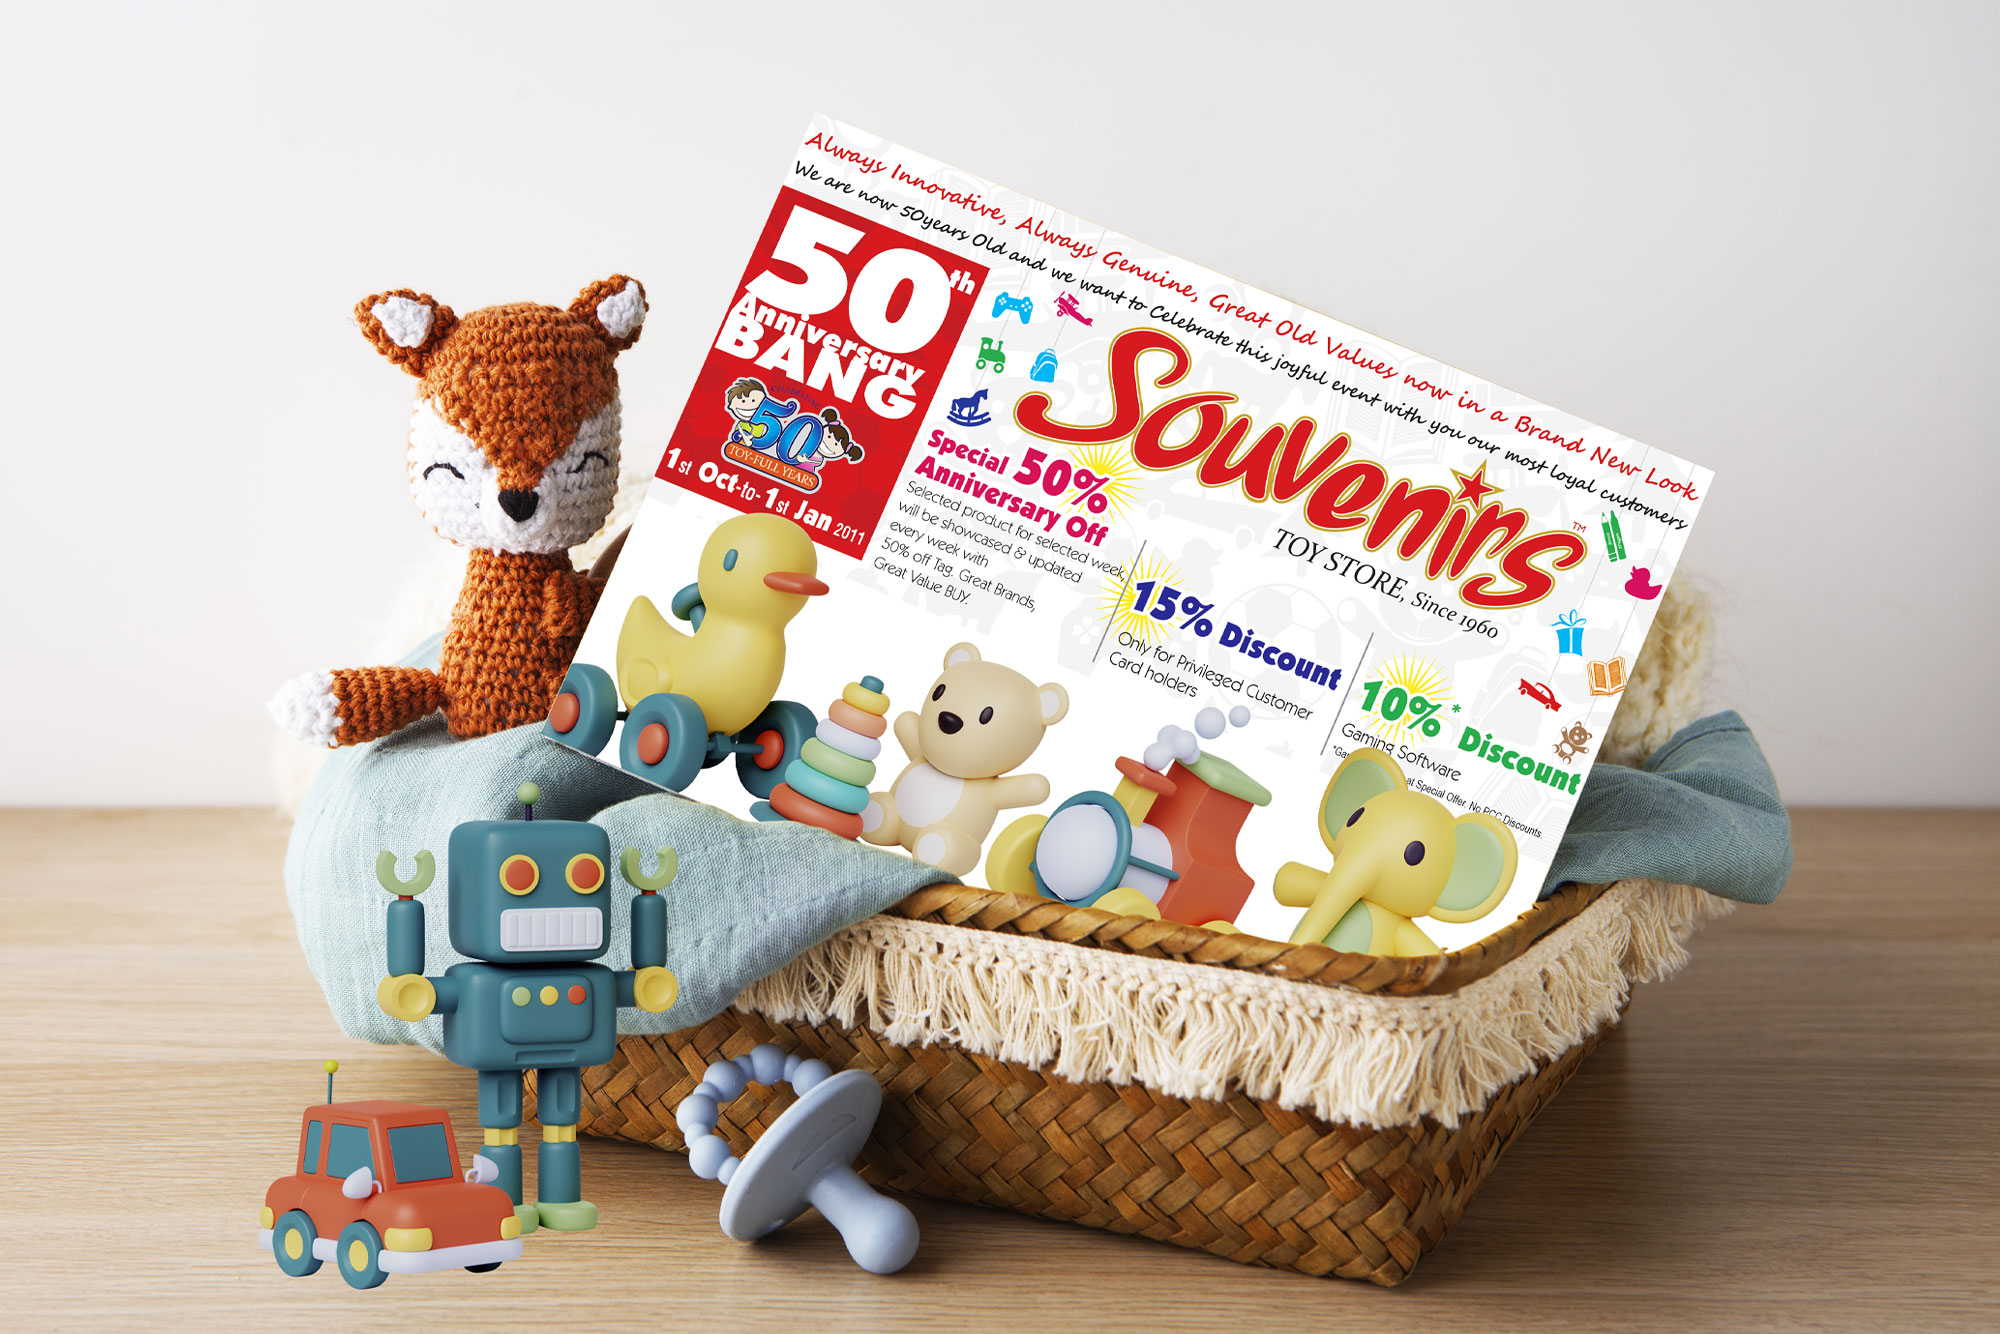 Always Innovative, Always Genuine, Great Old Values now in a Brand New Look
We are now 50years Old and we want to Celebrate this joyful event with you our most loyal customers
50th
Anniversary
BANG
CELEBRATING
50
TOY-FULL YEARS
1st Oct-to-1st Jan 2011
Souvenirs™
TOY STORE, Since 1960
Special 50%
Anniversary Off
Selected product for selected week,
will be showcased & updated
every week with
50% off Tag. Great Brands,
Great Value BUY.
15% Discount
Only for Privileged Customer
Card holders
10%* Discount
Gaming Software
at Special Offer. No PCC Discounts.